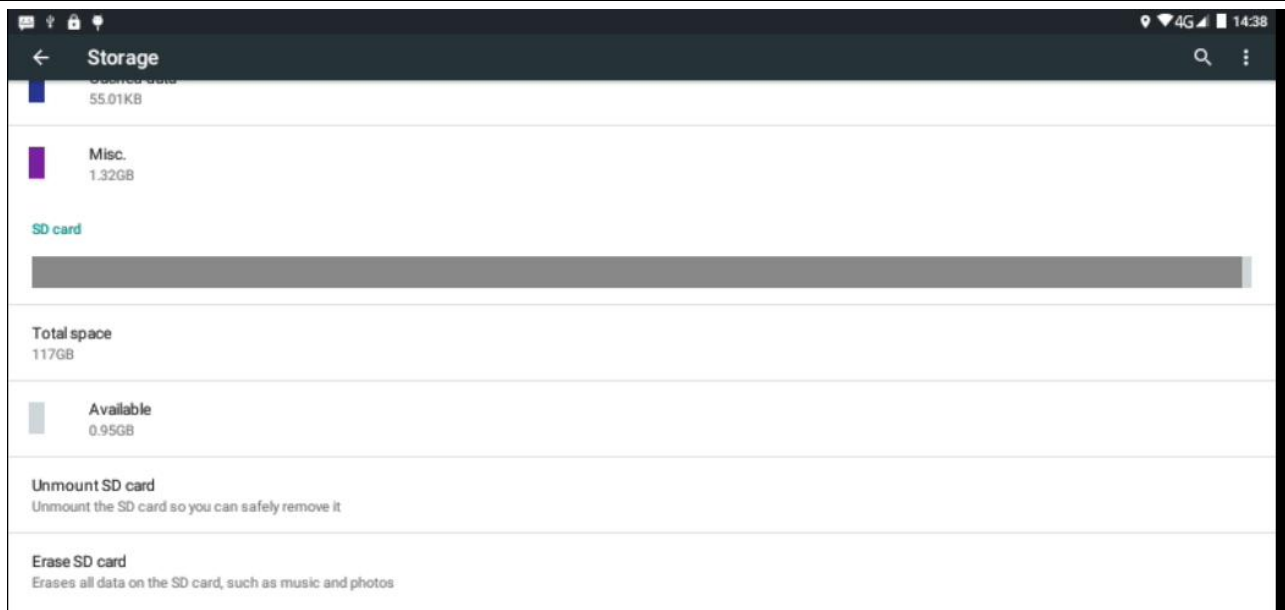 4G 14:38
Storage
55.01KB
Misc.
1.32GB
SD card
Total space
117GB
Available
0.95GB
Unmount SD card
Unmount the SD card so you can safely remove it
Erase SD card
Erases all data on the SD card, such as music and photos